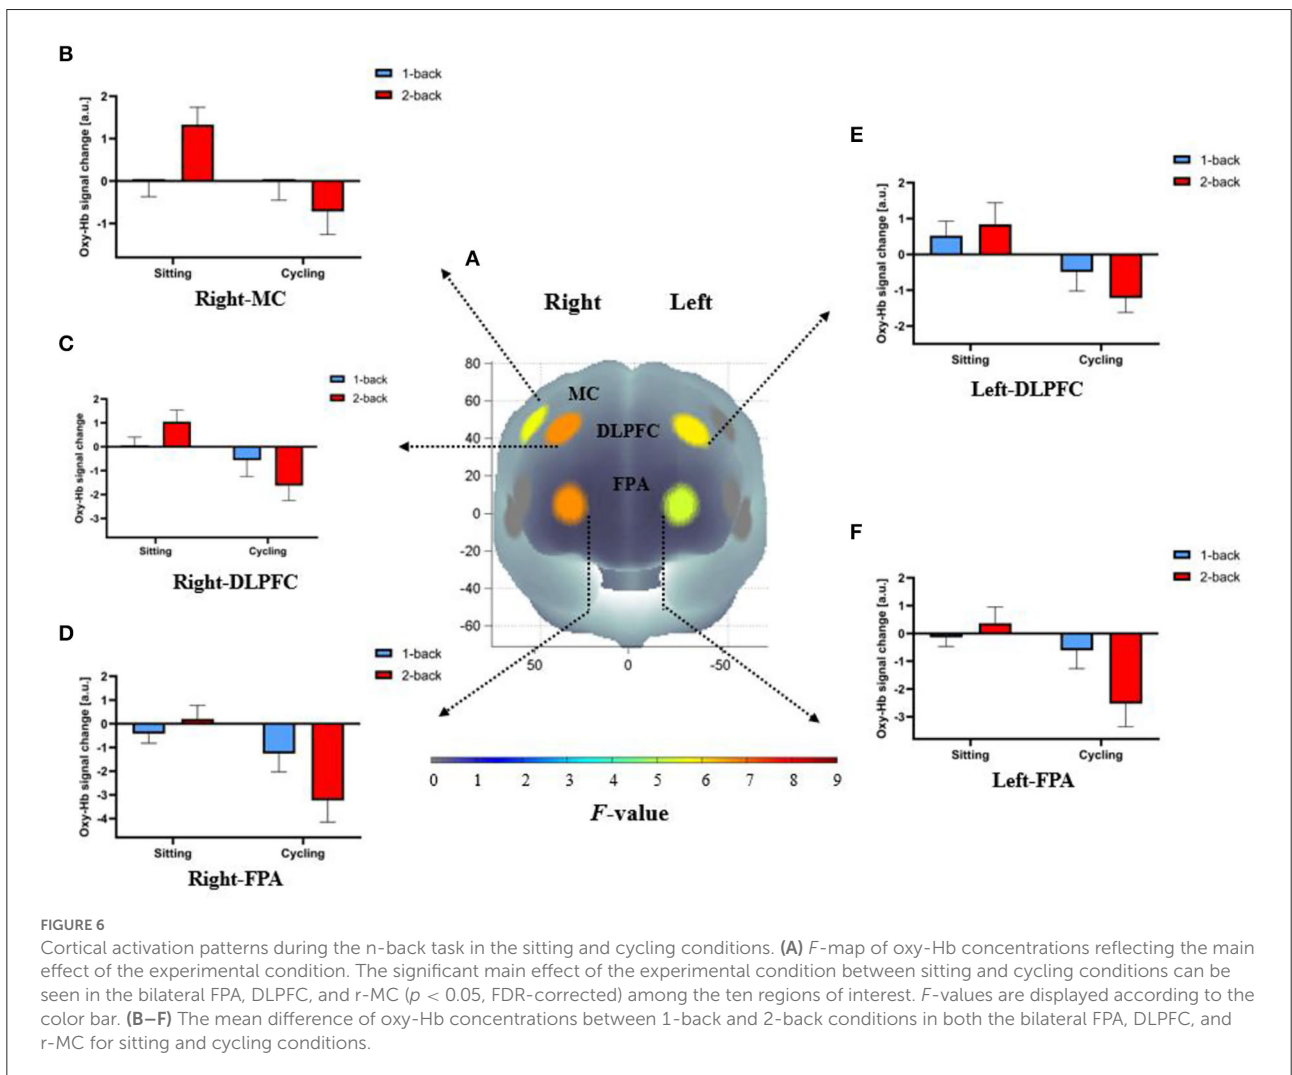 B
1-back
2-back
Oxy-Hb signal change [a.u.]
2
1
0
-1
Sitting
Cycling
Right-MC
C
1-back
2-back
Oxy-Hb signal change
2
1
0
-1
-2
-3
Sitting
Cycling
Right-DLPFC
D
1-back
2-back
Oxy-Hb signal change [a.u.]
2
1
0
-1
-2
-3
-4
Sitting
Cycling
Right-FPA
A
Right
Left
80
60
40
20
0
-20
-40
-60
50
0
-50
MC
DLPFC
FPA
0 1 2 3 4 5 6 7 8 9
F-value
E
1-back
2-back
Oxy-Hb signal change [a.u.]
2
1
0
-1
-2
Sitting
Cycling
Left-DLPFC
F
1-back
2-back
Oxy-Hb signal change [a.u.]
2
1
0
-1
-2
-3
Sitting
Cycling
Left-FPA
FIGURE 6
Cortical activation patterns during the n-back task in the sitting and cycling conditions. (A) F-map of oxy-Hb concentrations reflecting the main
effect of the experimental condition. The significant main effect of the experimental condition between sitting and cycling conditions can be
seen in the bilateral FPA, DLPFC, and r-MC (p < 0.05, FDR-corrected) among the ten regions of interest. F-values are displayed according to the
color bar. (B–F) The mean difference of oxy-Hb concentrations between 1-back and 2-back conditions in both the bilateral FPA, DLPFC, and
r-MC for sitting and cycling conditions.